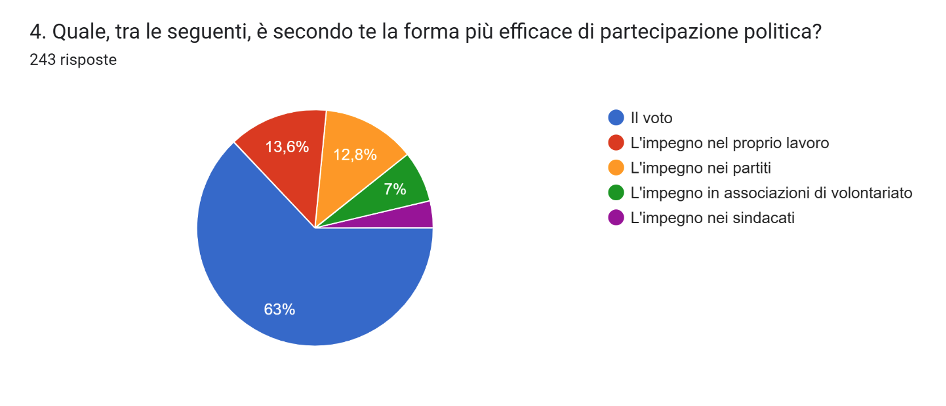 4. Quale, tra le seguenti, è secondo te la forma più efficace di partecipazione politica?
243 risposte
Il voto
L'impegno nel proprio lavoro
L'impegno nei partiti
L'impegno in associazioni di volontariato
L'impegno nei sindacati
13,6%
12,8%
7%
63%